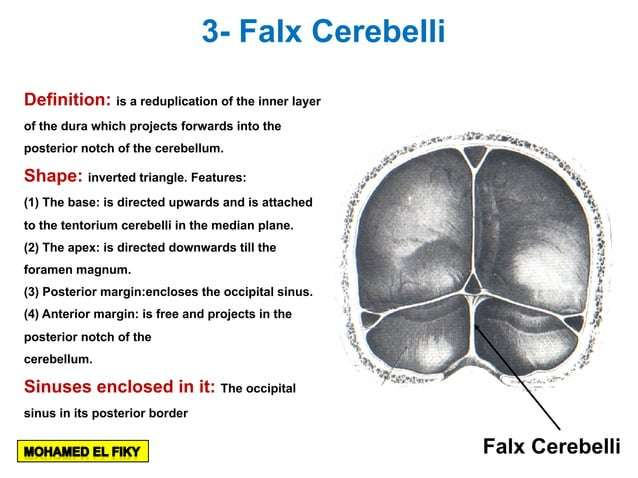 3- Falx Cerebelli
Definition: is a reduplication of the inner layer
of the dura which projects forwards into the
posterior notch of the cerebellum.
Shape: inverted triangle. Features:
(1) The base: is directed upwards and is attached
to the tentorium cerebelli in the median plane.
(2) The apex: is directed downwards till the
foramen magnum.
(3) Posterior margin:encloses the occipital sinus.
(4) Anterior margin: is free and projects in the
posterior notch of the
cerebellum.
Sinuses enclosed in it: The occipital
sinus in its posterior border
MOHAMED EL FIKY
Falx Cerebelli